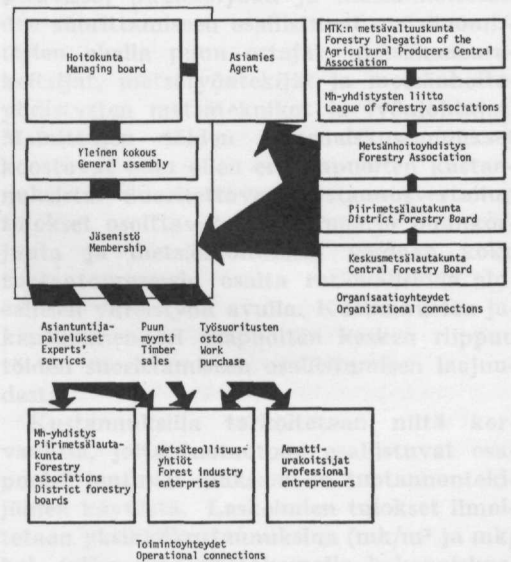 Hoitokunta
Managing board
Asiamies
Agent
MTK:n metsävaltuuskunta
Forestry Delegation of the
Agricultural Producers Central
Association
Mh-yhdistysten liitto
League of forestry associations
Metsänhoitoyhdistys
Forestry Association
Piirimetsälautakunta
District Forestry Board
Keskusmetsälautakunta
Central Forestry Board
Organisaatioyhteydet
Organizational connections
Yleinen kokous
General assembly
Jäsenistö
Membership
Asiantuntija-
palvelukset
Experts'
services
Puun
myynti
Timber
sales
Työsuoritusten
osto
Work
purchase
Mh-yhdistys
Piirimetsälauta-
kunta
Forestry
associations
District forestry
boards
Metsäteollisuus-
yhtiöt
Forest industry
enterprises
Ammatti-
urakoitsijat
Professional
entrepreneurs
Toimintoyhteydet
Operational connections